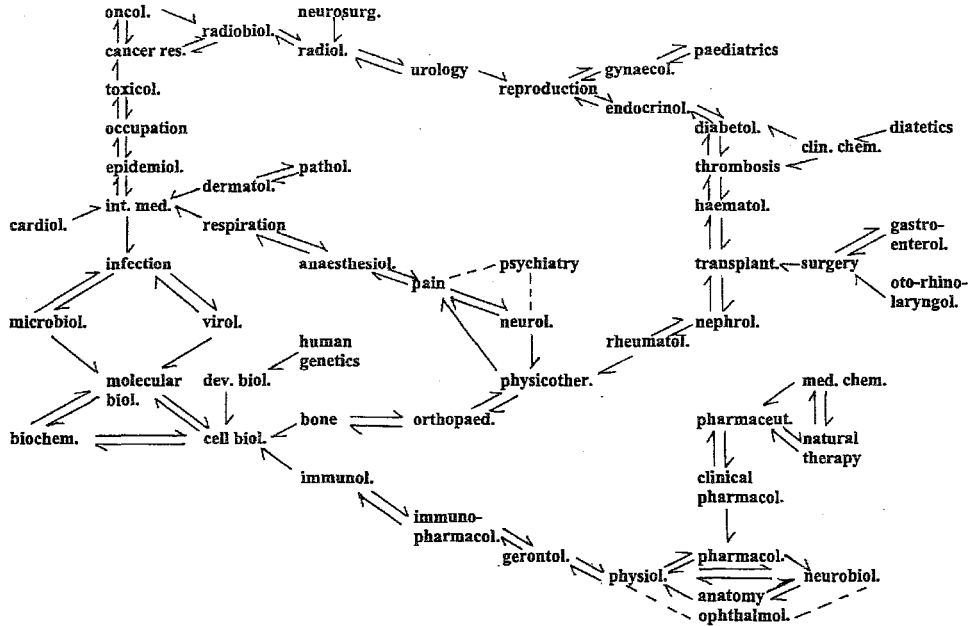 oncol.
neurosurg.
radiobiol.
cancer res.
radiol.
paediatrics
urology
gynaecol.
toxicol.
reproduction
endocrinol.
occupation
diabetol.
diatetics
clin. chem.
epidemiol.
pathol.
thrombosis
dermatol.
int. med.
haematol.
cardiol.
respiration
gastro-
enterol.
infection
anaesthesiol.
psychiatry
transplant.
surgery
pain
oto-rhino-
laryngol.
microbiol.
virol.
neurol.
nephrol.
human
genetics
rheumatol.
molecular
biol.
dev. biol.
physicother.
med. chem.
bone
orthopaed.
pharmaceut.
biochem.
cell biol.
natural
therapy
immunol.
clinical
pharmacol.
immuno-
pharmacol.
gerontol.
pharmacol.
physiol.
neurobiol.
anatomy
ophthalmol.